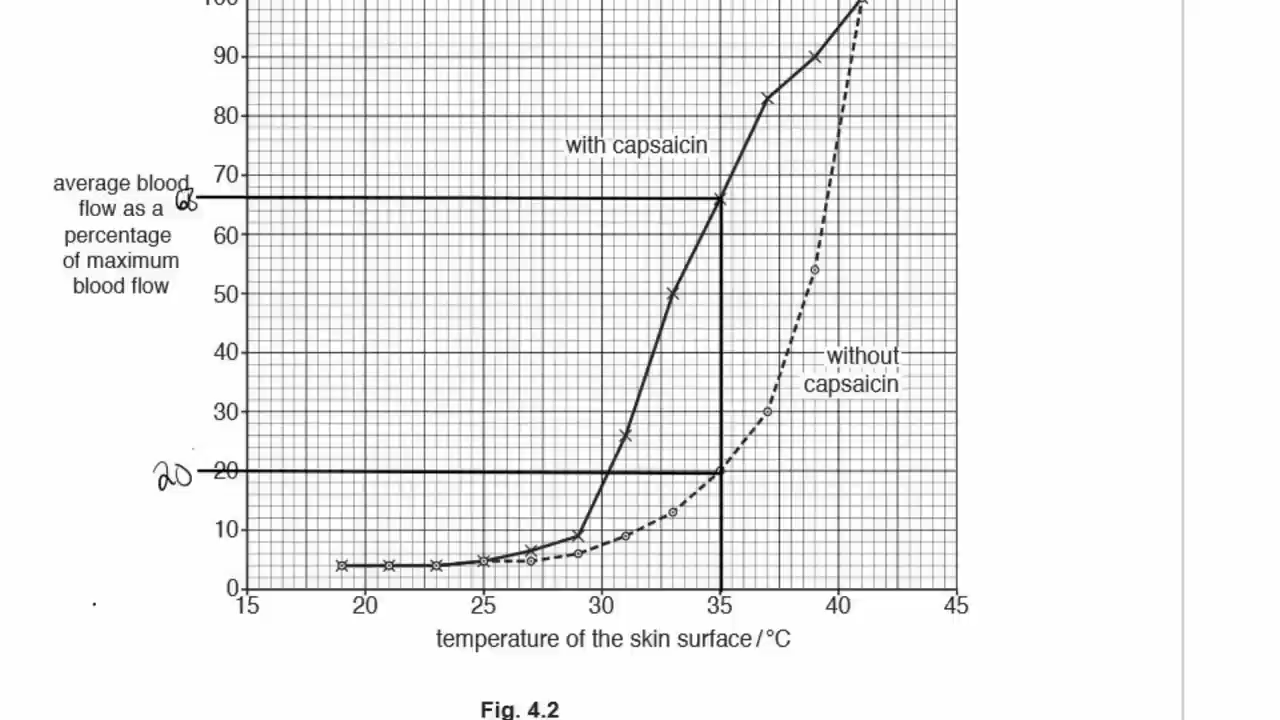 100
90
80
with capsaicin
70
average blood
flow as a
percentage
of maximum
blood flow
60
50
40
without
capsaicin
30
20
20
10
0
15 20 25 30 35 40 45
temperature of the skin surface / °C
Fig. 4.2